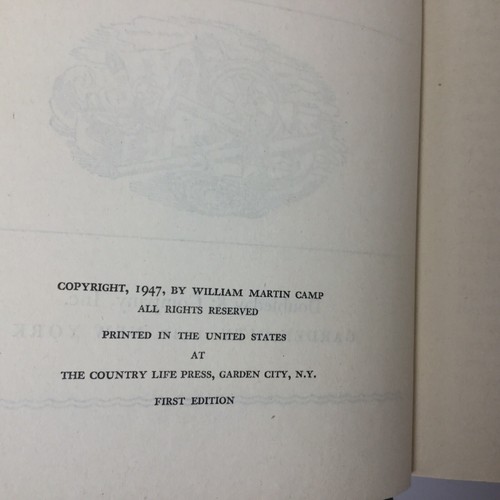 COPYRIGHT, 1947, BY WILLIAM MARTIN CAMP
ALL RIGHTS RESERVED
PRINTED IN THE UNITED STATES
AT
THE COUNTRY LIFE PRESS, GARDEN CITY, N.Y.
FIRST EDITION